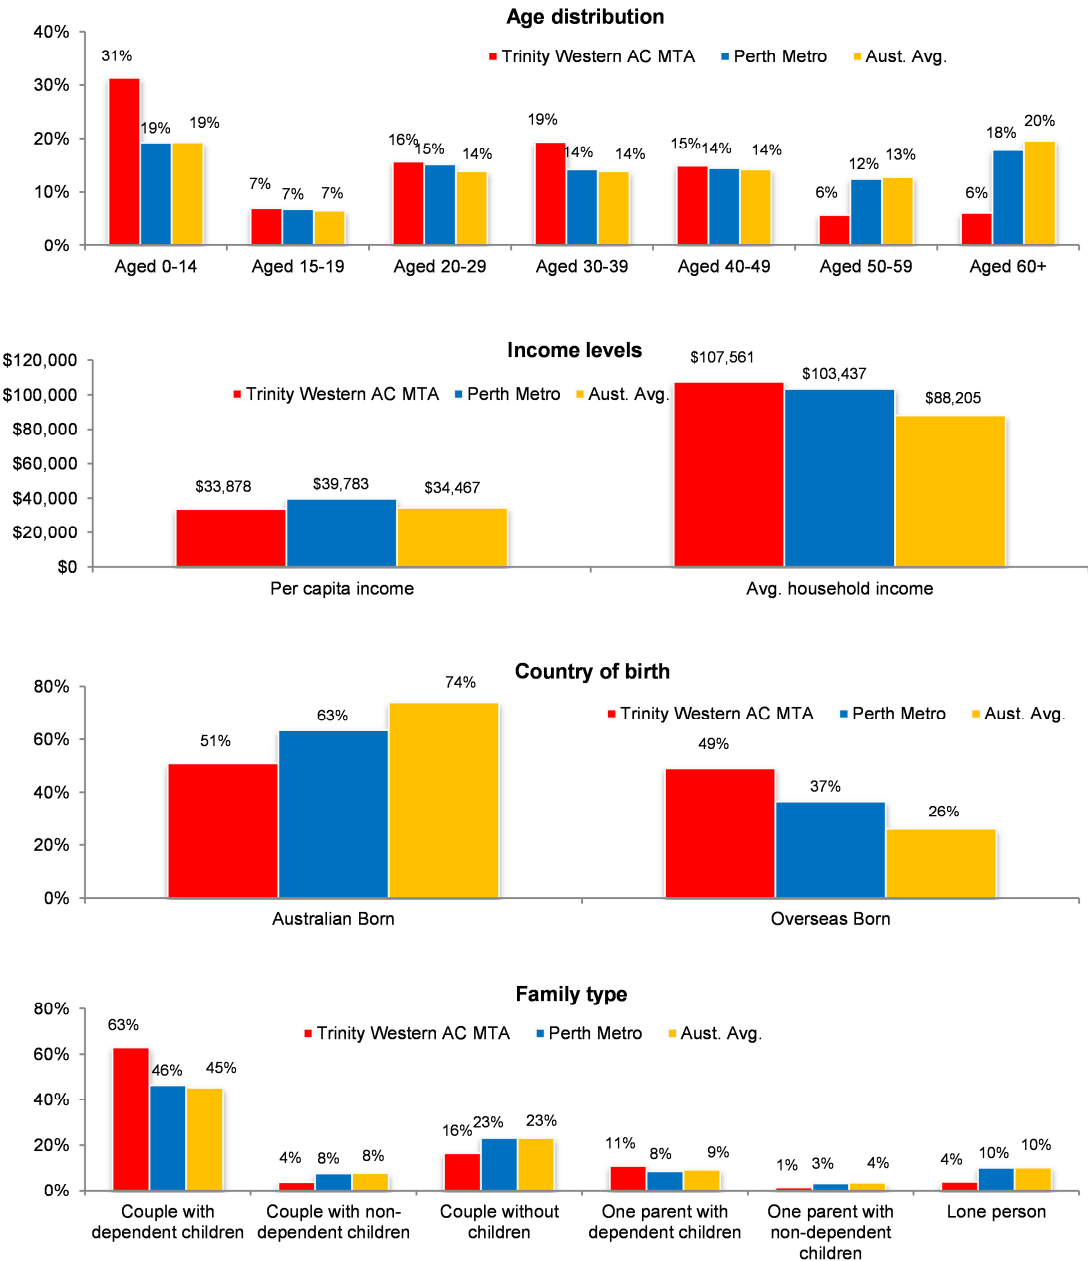 Age distribution
Trinity Western AC MTA Perth Metro Aust. Avg.
40%
30%
20%
10%
0%
31% 19% 19%
7% 7% 7%
16% 15% 14%
19% 14% 14%
15% 14% 14%
6% 12% 13%
6% 18% 20%
Aged 0-14 Aged 15-19 Aged 20-29 Aged 30-39 Aged 40-49 Aged 50-59 Aged 60+
Income levels
Trinity Western AC MTA Perth Metro Aust. Avg.
$120,000
$100,000
$80,000
$60,000
$40,000
$20,000
$0
$33,878 $39,783 $34,467
$107,561 $103,437 $88,205
Per capita income Avg. household income
Country of birth
Trinity Western AC MTA Perth Metro Aust. Avg.
80%
60%
40%
20%
0%
51% 63% 74%
49% 37% 26%
Australian Born Overseas Born
Family type
Trinity Western AC MTA Perth Metro Aust. Avg.
80%
60%
40%
20%
0%
63% 46% 45%
4% 8% 8%
16% 23% 23%
11% 8% 9%
1% 3% 4%
4% 10% 10%
Couple with
dependent children
Couple with non-
dependent children
Couple without
children
One parent with
dependent children
One parent with
non-dependent
children
Lone person